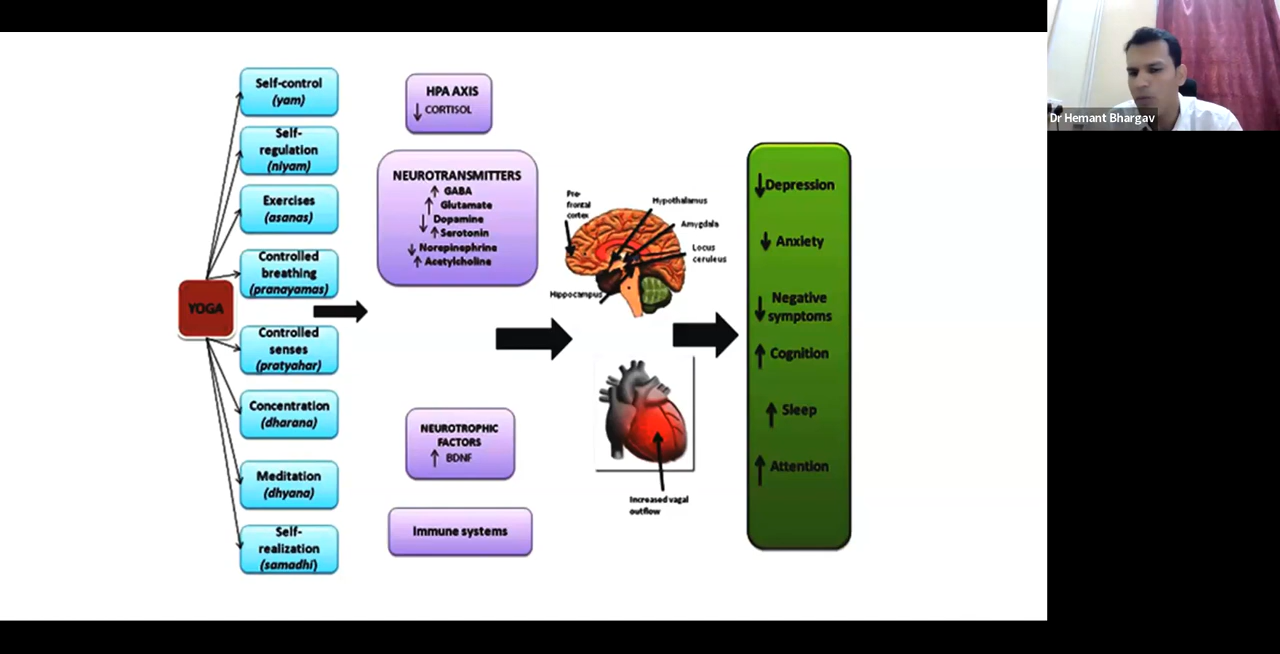 YOGA
Self-control
(yam)
Self-
regulation
(niyam)
Exercises
(asanas)
Controlled
breathing
(pranayamas)
Controlled
senses
(pratyahar)
Concentration
(dharana)
Meditation
(dhyana)
Self-
realization
(samadhi)
HPA AXIS
↓ CORTISOL
NEUROTRANSMITTERS
↑ GABA
↑ Glutamate
↓ Dopamine
↑ Serotonin
↓ Norepinephrine
↑ Acetylcholine
NEUROTROPHIC
FACTORS
↑ BDNF
Immune systems
Pre-
frontal
cortex
Hypothalamus
Amygdala
Locus
ceruleus
Hippocampus
Increased vagal
outflow
↓ Depression
↓ Anxiety
↓ Negative
symptoms
↑ Cognition
↑ Sleep
↑ Attention
Dr Hemant Bhargav